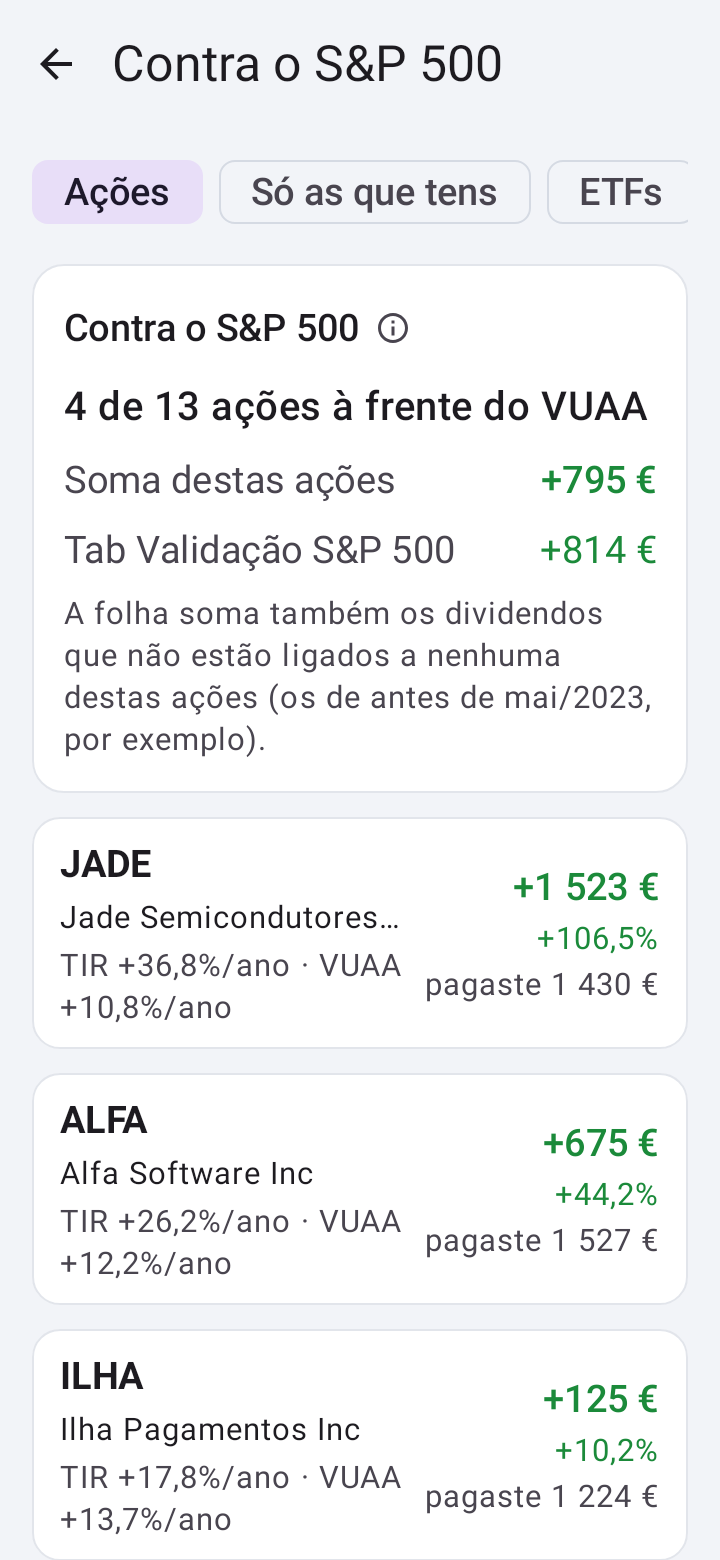 Contra o S&P 500
Ações
Só as que tens
ETFs
Contra o S&P 500
4 de 13 ações à frente do VUAA
Soma destas ações +795 €
Tab Validação S&P 500 +814 €
A folha soma também os dividendos
que não estão ligados a nenhuma
destas ações (os de antes de mai/2023,
por exemplo).
JADE
Jade Semicondutores…
TIR +36,8%/ano · VUAA
+10,8%/ano
+1 523 €
+106,5%
pagaste 1 430 €
ALFA
Alfa Software Inc
TIR +26,2%/ano · VUAA
+12,2%/ano
+675 €
+44,2%
pagaste 1 527 €
ILHA
Ilha Pagamentos Inc
TIR +17,8%/ano · VUAA
+13,7%/ano
+125 €
+10,2%
pagaste 1 224 €